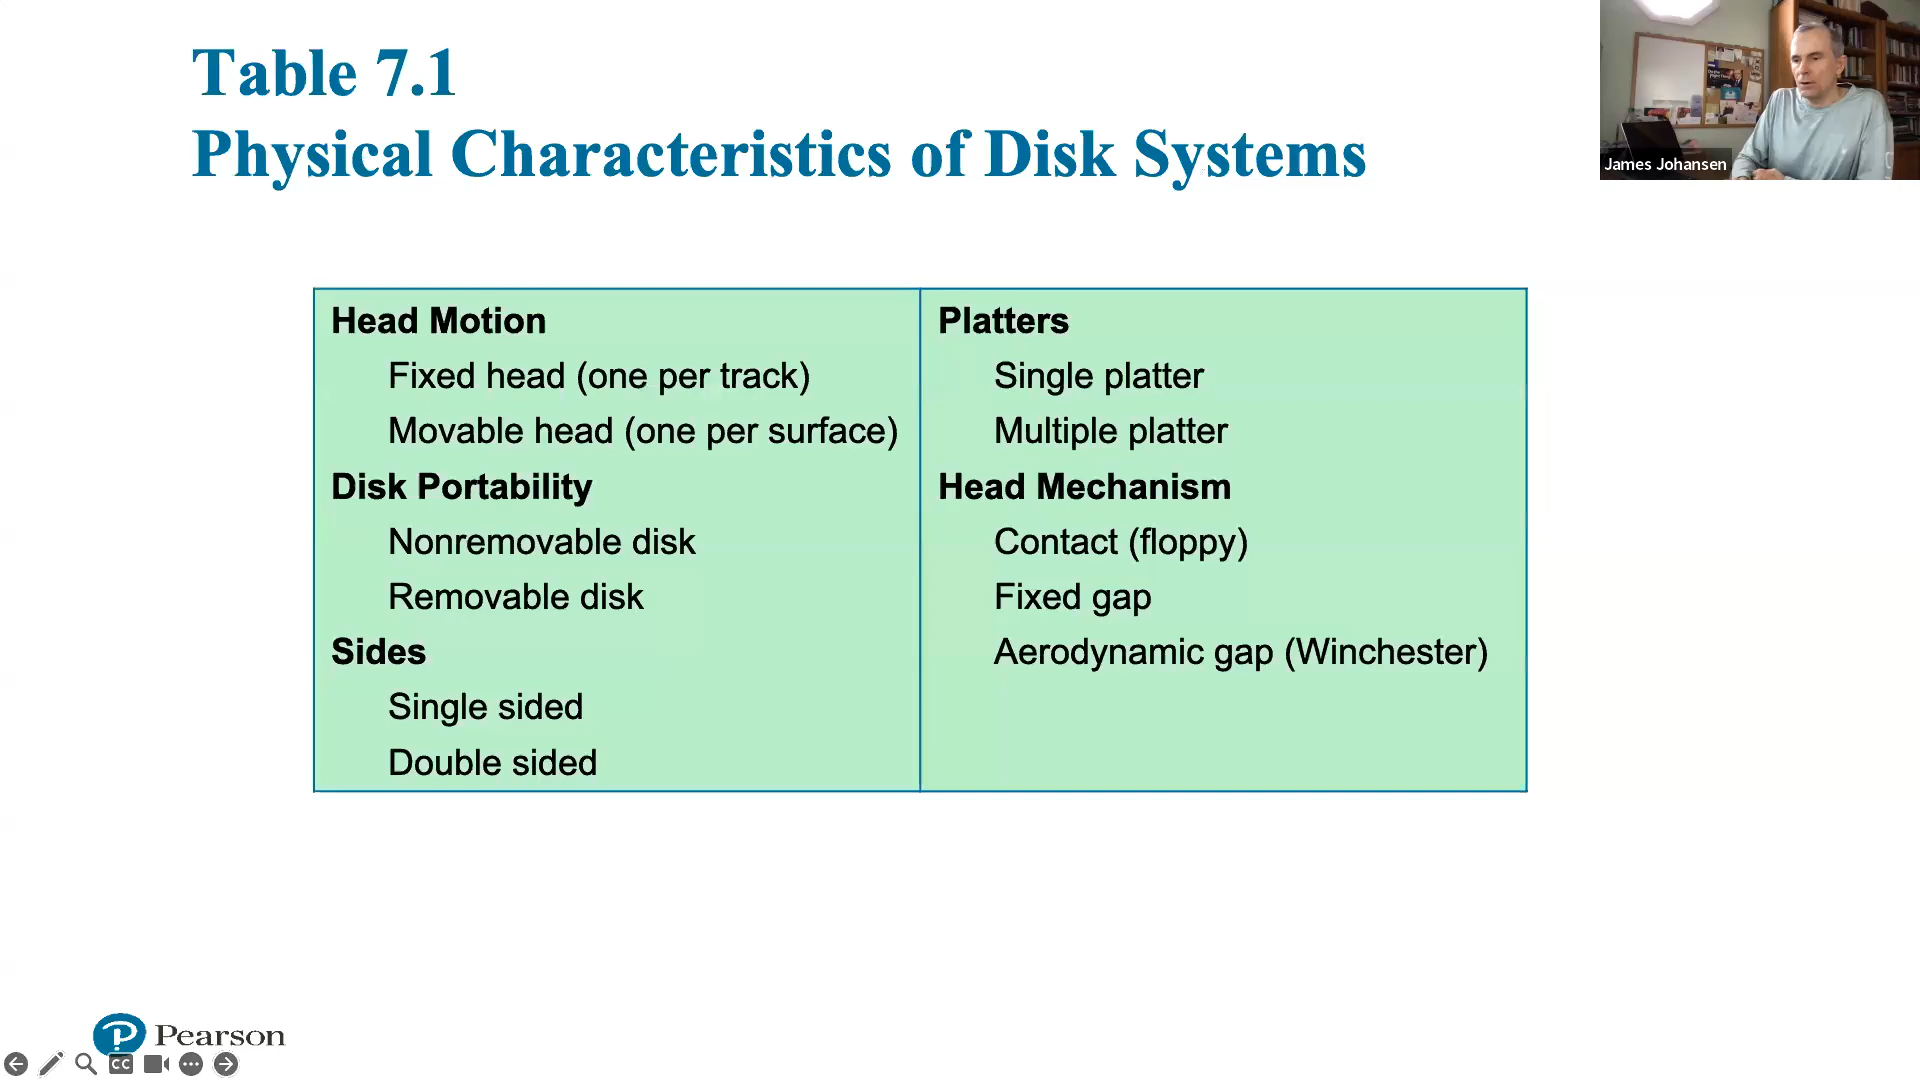 Table 7.1
Physical Characteristics of Disk Systems
James Johansen
Head Motion
Fixed head (one per track)
Movable head (one per surface)
Disk Portability
Nonremovable disk
Removable disk
Sides
Single sided
Double sided
Platters
Single platter
Multiple platter
Head Mechanism
Contact (floppy)
Fixed gap
Aerodynamic gap (Winchester)
P Pearson
CC